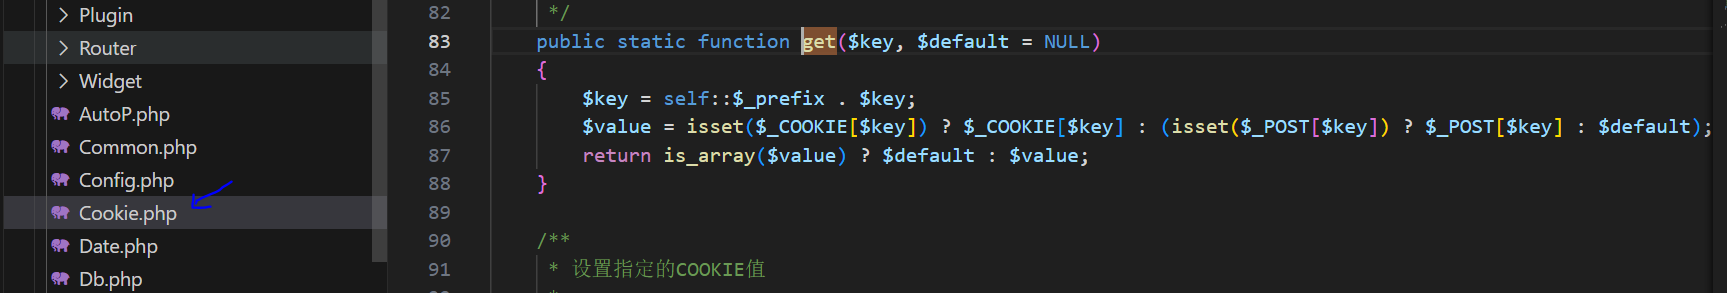 Plugin
Router
Widget
AutoP.php
Common.php
Config.php
Cookie.php
Date.php
Db.php
82 */
83 public static function get($key, $default = NULL)
84 {
85 $key = self::$_prefix . $key;
86 $value = isset($_COOKIE[$key]) ? $_COOKIE[$key] : (isset($_POST[$key]) ? $_POST[$key] : $default);
87 return is_array($value) ? $default : $value;
88 }
89
90 /**
91 * 设置指定的COOKIE值